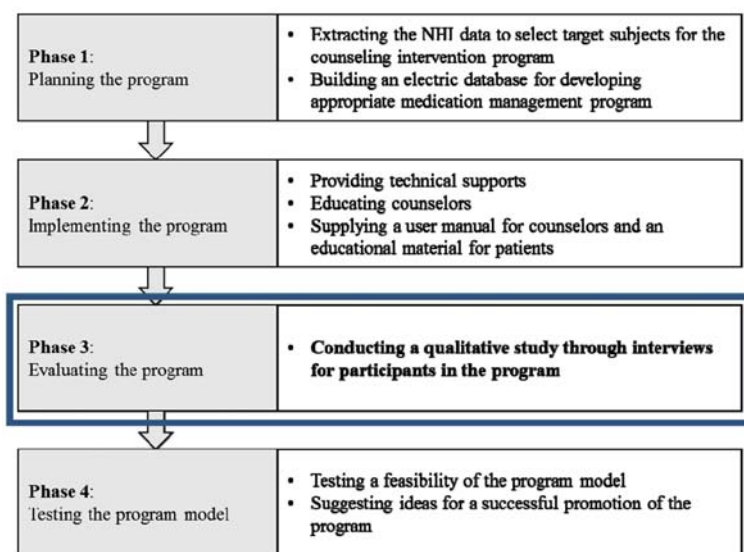 Phase 1:
Planning the program
• Extracting the NHI data to select target subjects for the
counseling intervention program
• Building an electric database for developing
appropriate medication management program
Phase 2:
Implementing the program
• Providing technical supports
• Educating counselors
• Supplying a user manual for counselors and an
educational material for patients
Phase 3:
Evaluating the program
• Conducting a qualitative study through interviews
for participants in the program
Phase 4:
Testing the program model
• Testing a feasibility of the program model
• Suggesting ideas for a successful promotion of the
program